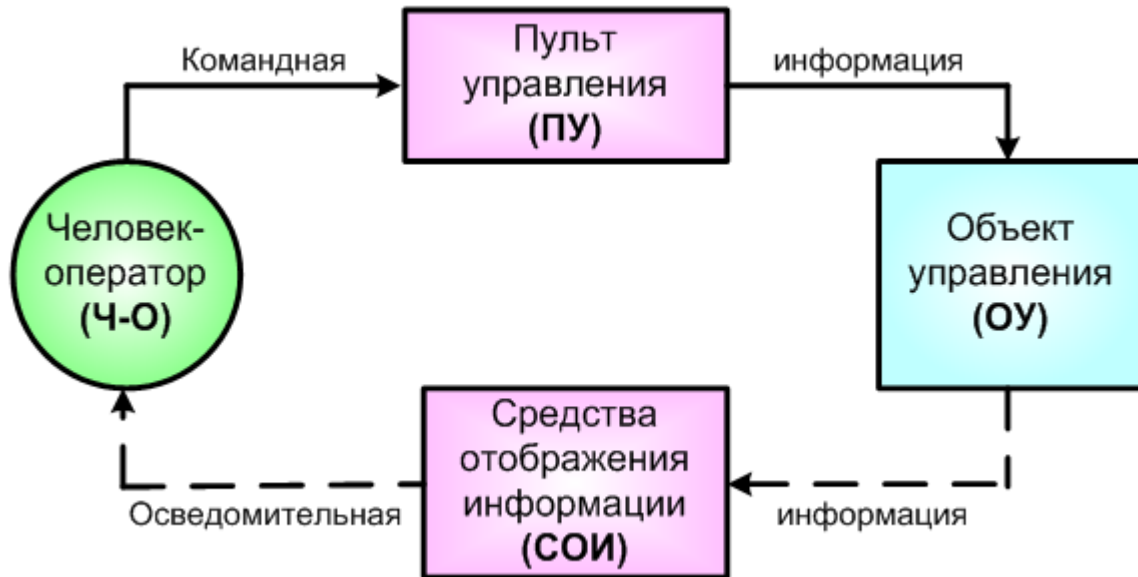 Командная
Пульт
управления
(ПУ)
информация
Человек-
оператор
(Ч-О)
Объект
управления
(ОУ)
Средства
отображения
информации
(СОИ)
Осведомительная
информация